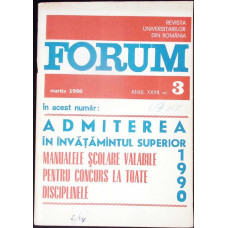 REVISTA
UNIVERSITARILOR
DIN ROMÂNIA
FORUM
martie 1990
ANUL XXXII, nr. 3
în acest număr:
ADMITEREA
ÎN ÎNVĂȚĂMÎNTUL SUPERIOR
1990
MANUALELE ȘCOLARE VALABILE
PENTRU CONCURS LA TOATE
DISCIPLINELE